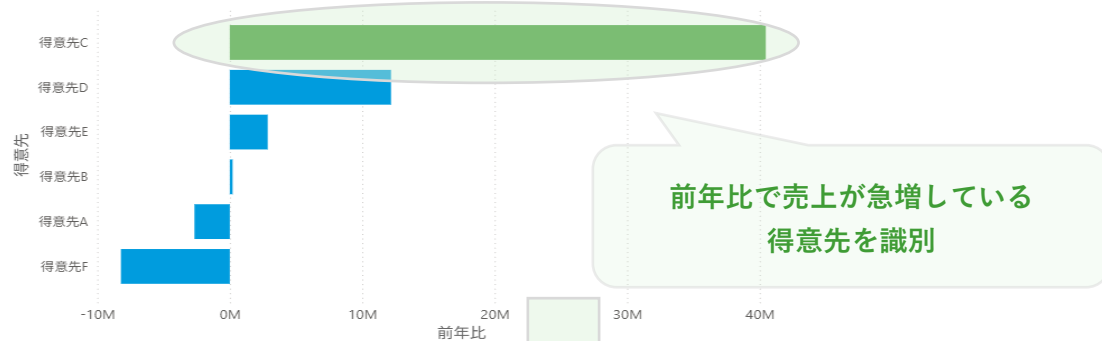 得意先
得意先C
得意先D
得意先E
得意先B
得意先A
得意先F
-10M 0M 10M 20M 30M 40M
前年比
前年比で売上が急増している
得意先を識別